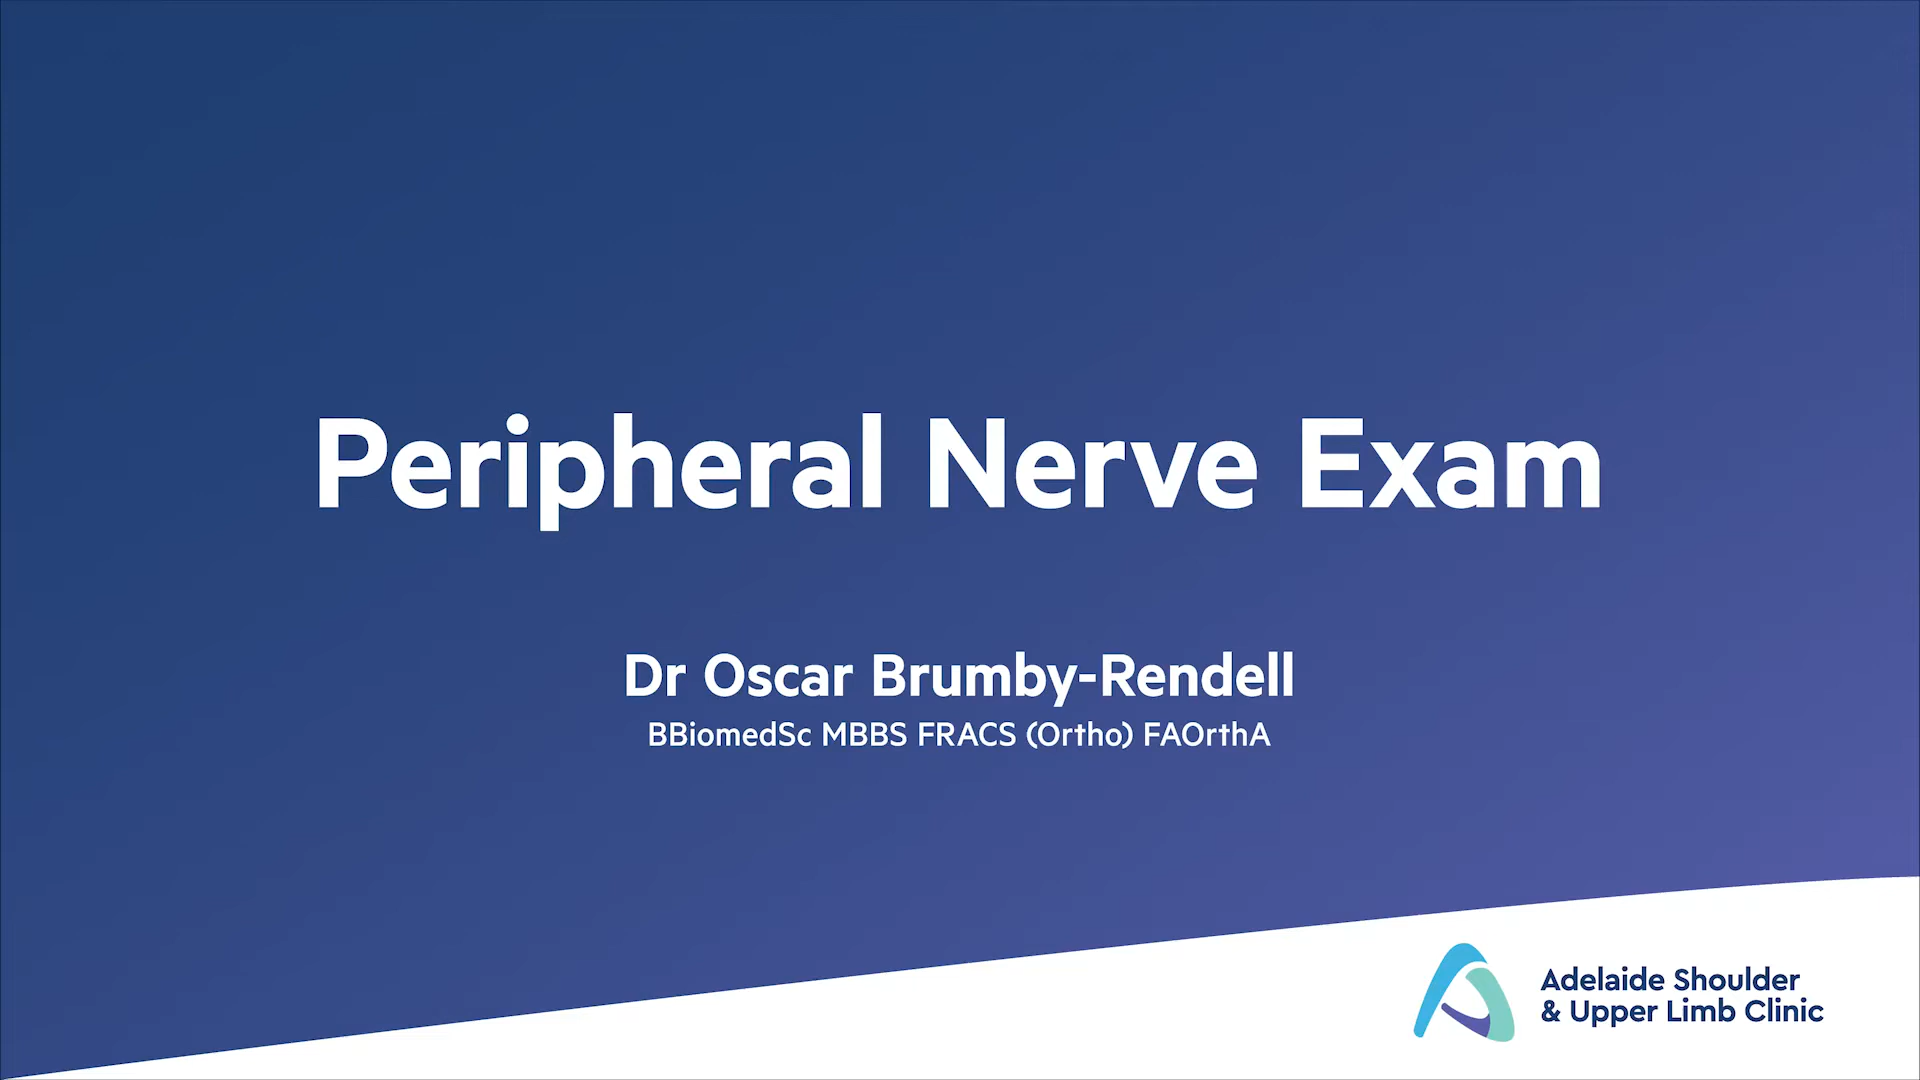 Peripheral Nerve Exam
Dr Oscar Brumby-Rendell
BBiomedSc MBBS FRACS (Ortho) FAOrthA
Adelaide Shoulder
& Upper Limb Clinic